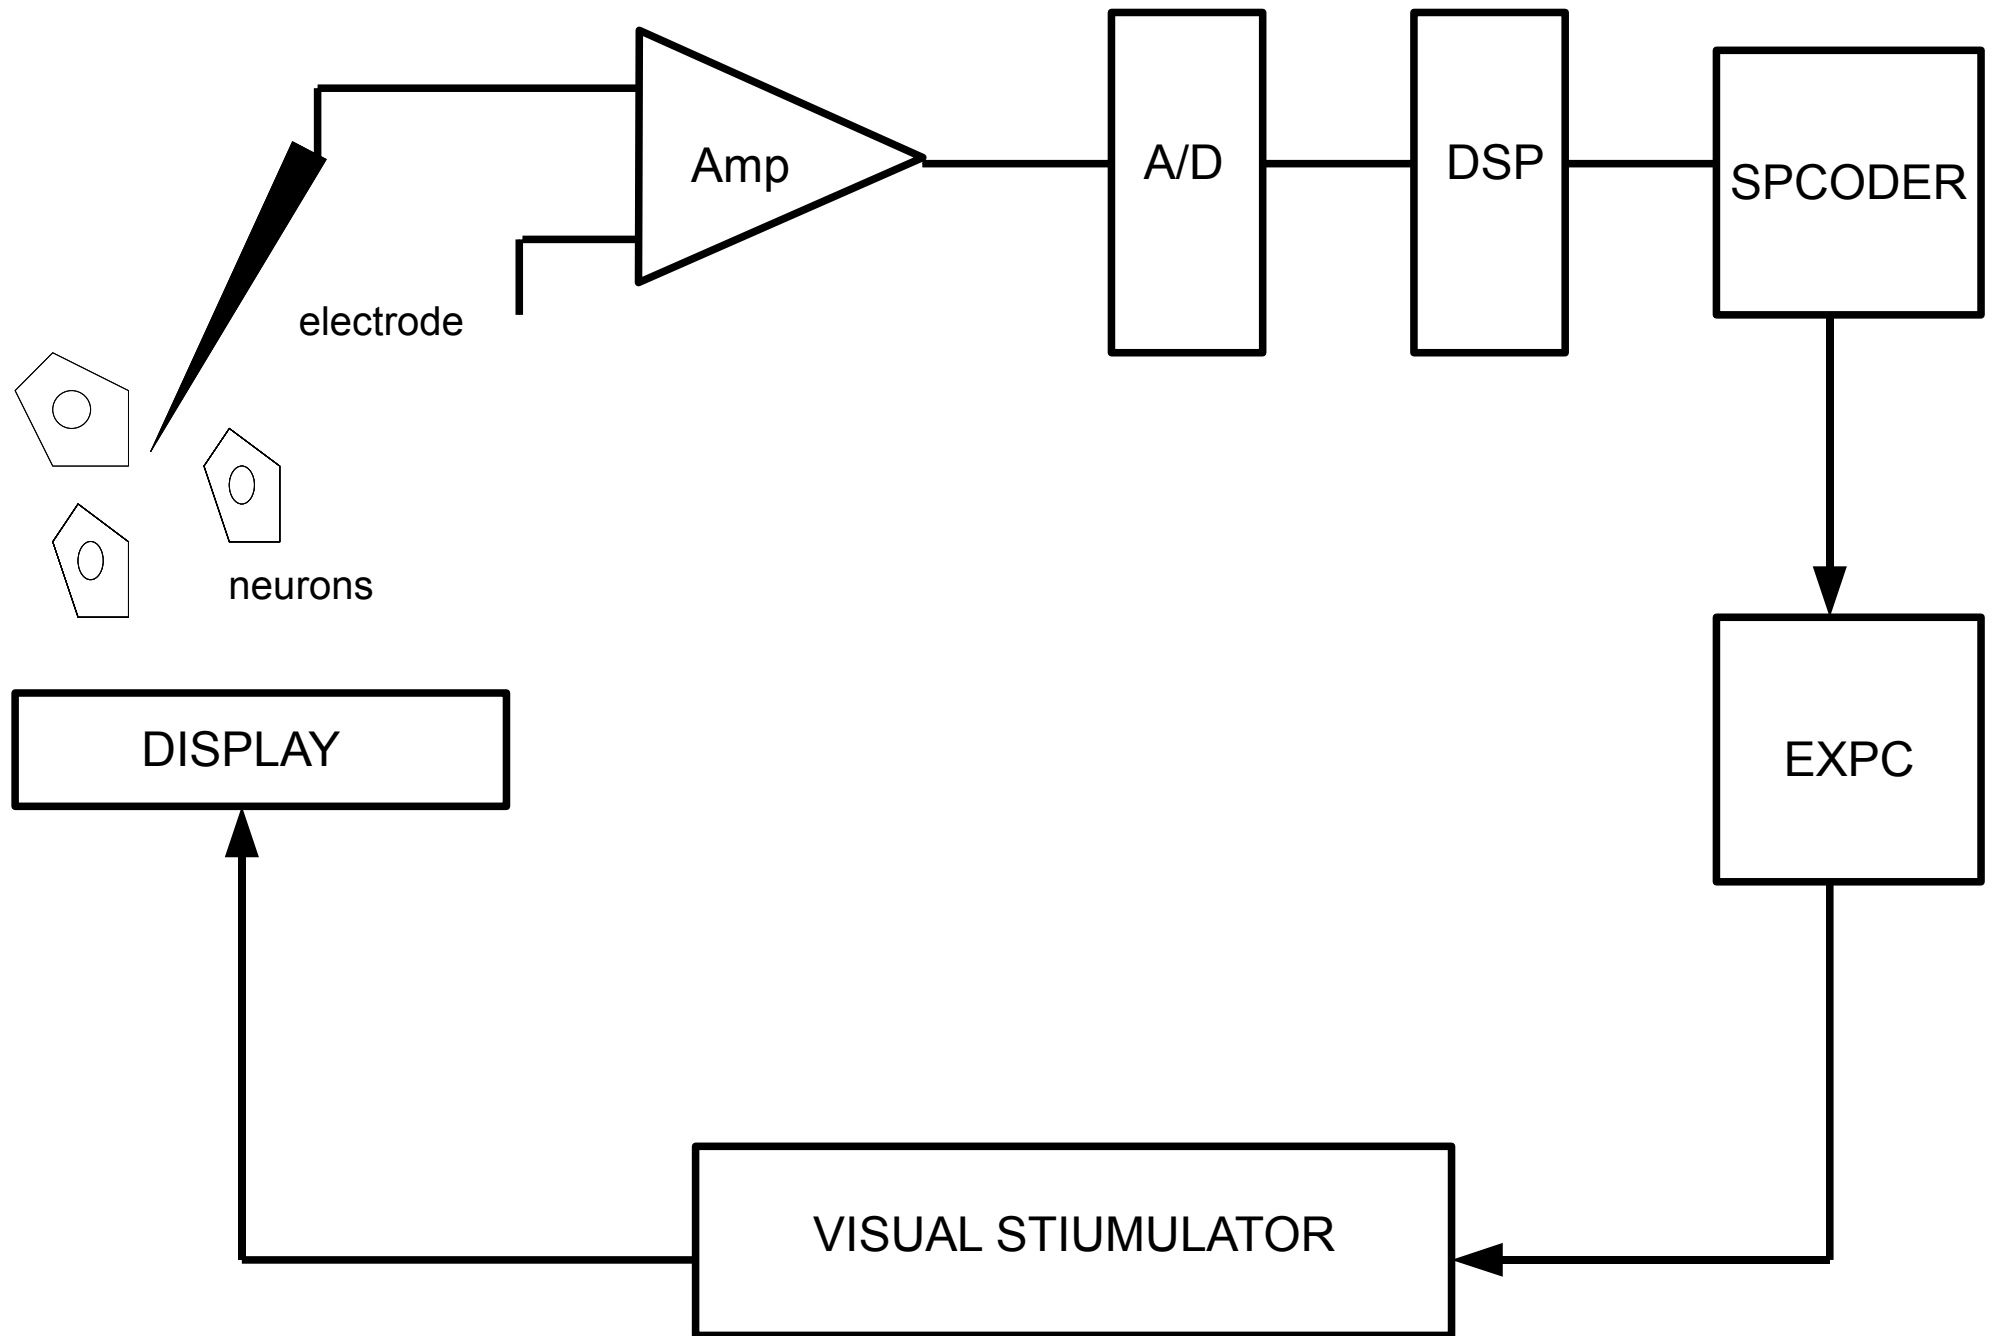 Amp
A/D
DSP
SPCODER
electrode
neurons
DISPLAY
EXPC
VISUAL STIUMULATOR